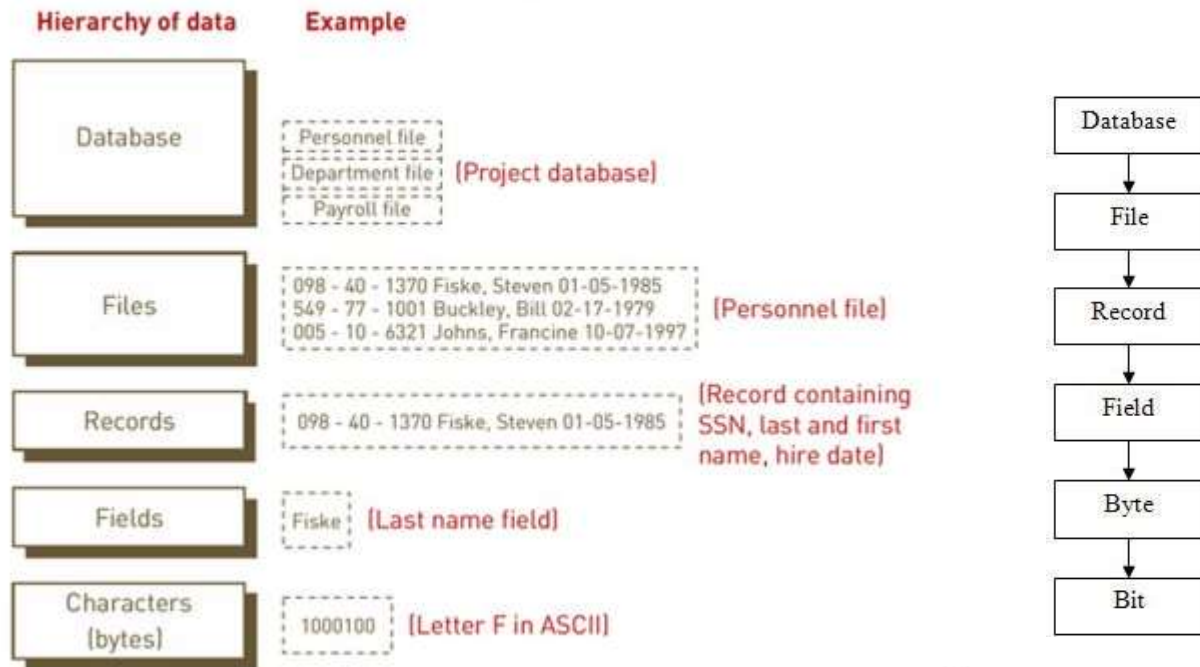 Hierarchy of data
Example
Database
Personnel file
Department file
Payroll file
(Project database)
Files
098 - 40 - 1370 Fiske, Steven 01-05-1985
549 - 77 - 1001 Buckley, Bill 02-17-1979
005 - 10 - 6321 Johns, Francine 10-07-1997
(Personnel file)
Records
098 - 40 - 1370 Fiske, Steven 01-05-1985
(Record containing
SSN, last and first
name, hire date)
Fields
Fiske
(Last name field)
Characters
(bytes)
1000100
(Letter F in ASCII)
Database
File
Record
Field
Byte
Bit